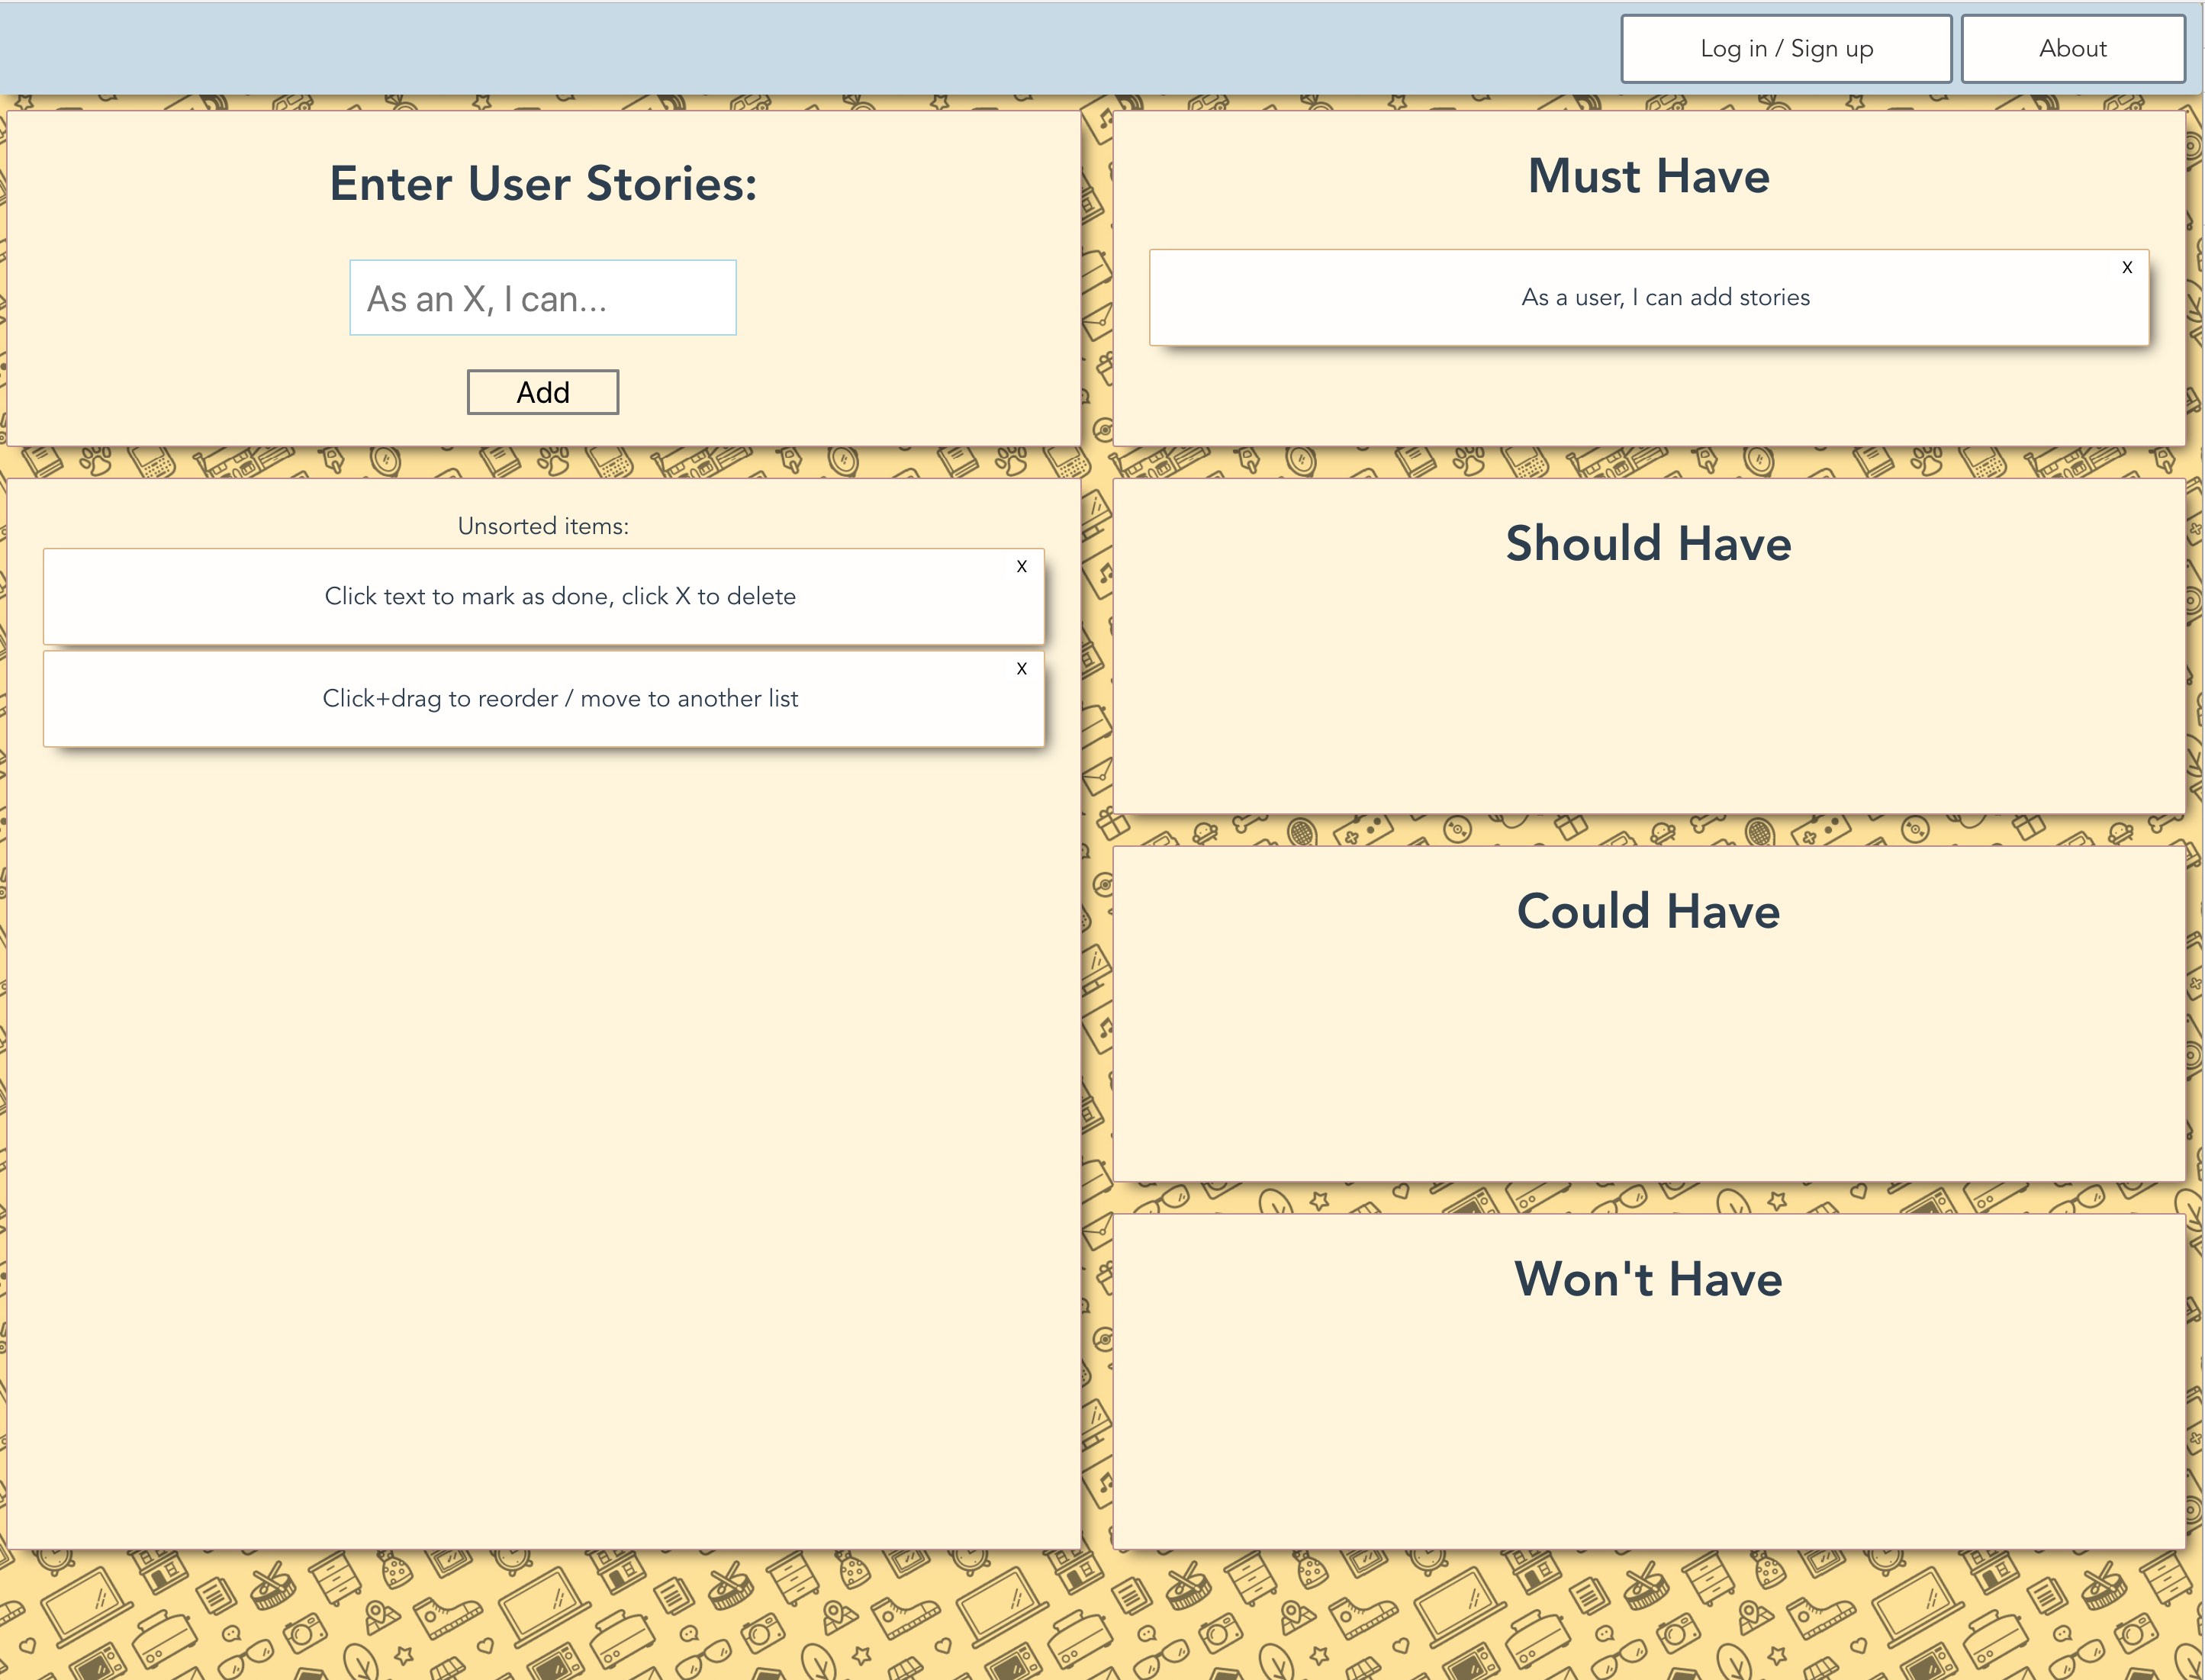 Log in / Sign up
About
Enter User Stories:
As an X, I can...
Add
Must Have
X
As a user, I can add stories
Unsorted items:
X
Click text to mark as done, click X to delete
X
Click+drag to reorder / move to another list
Should Have
Could Have
Won't Have